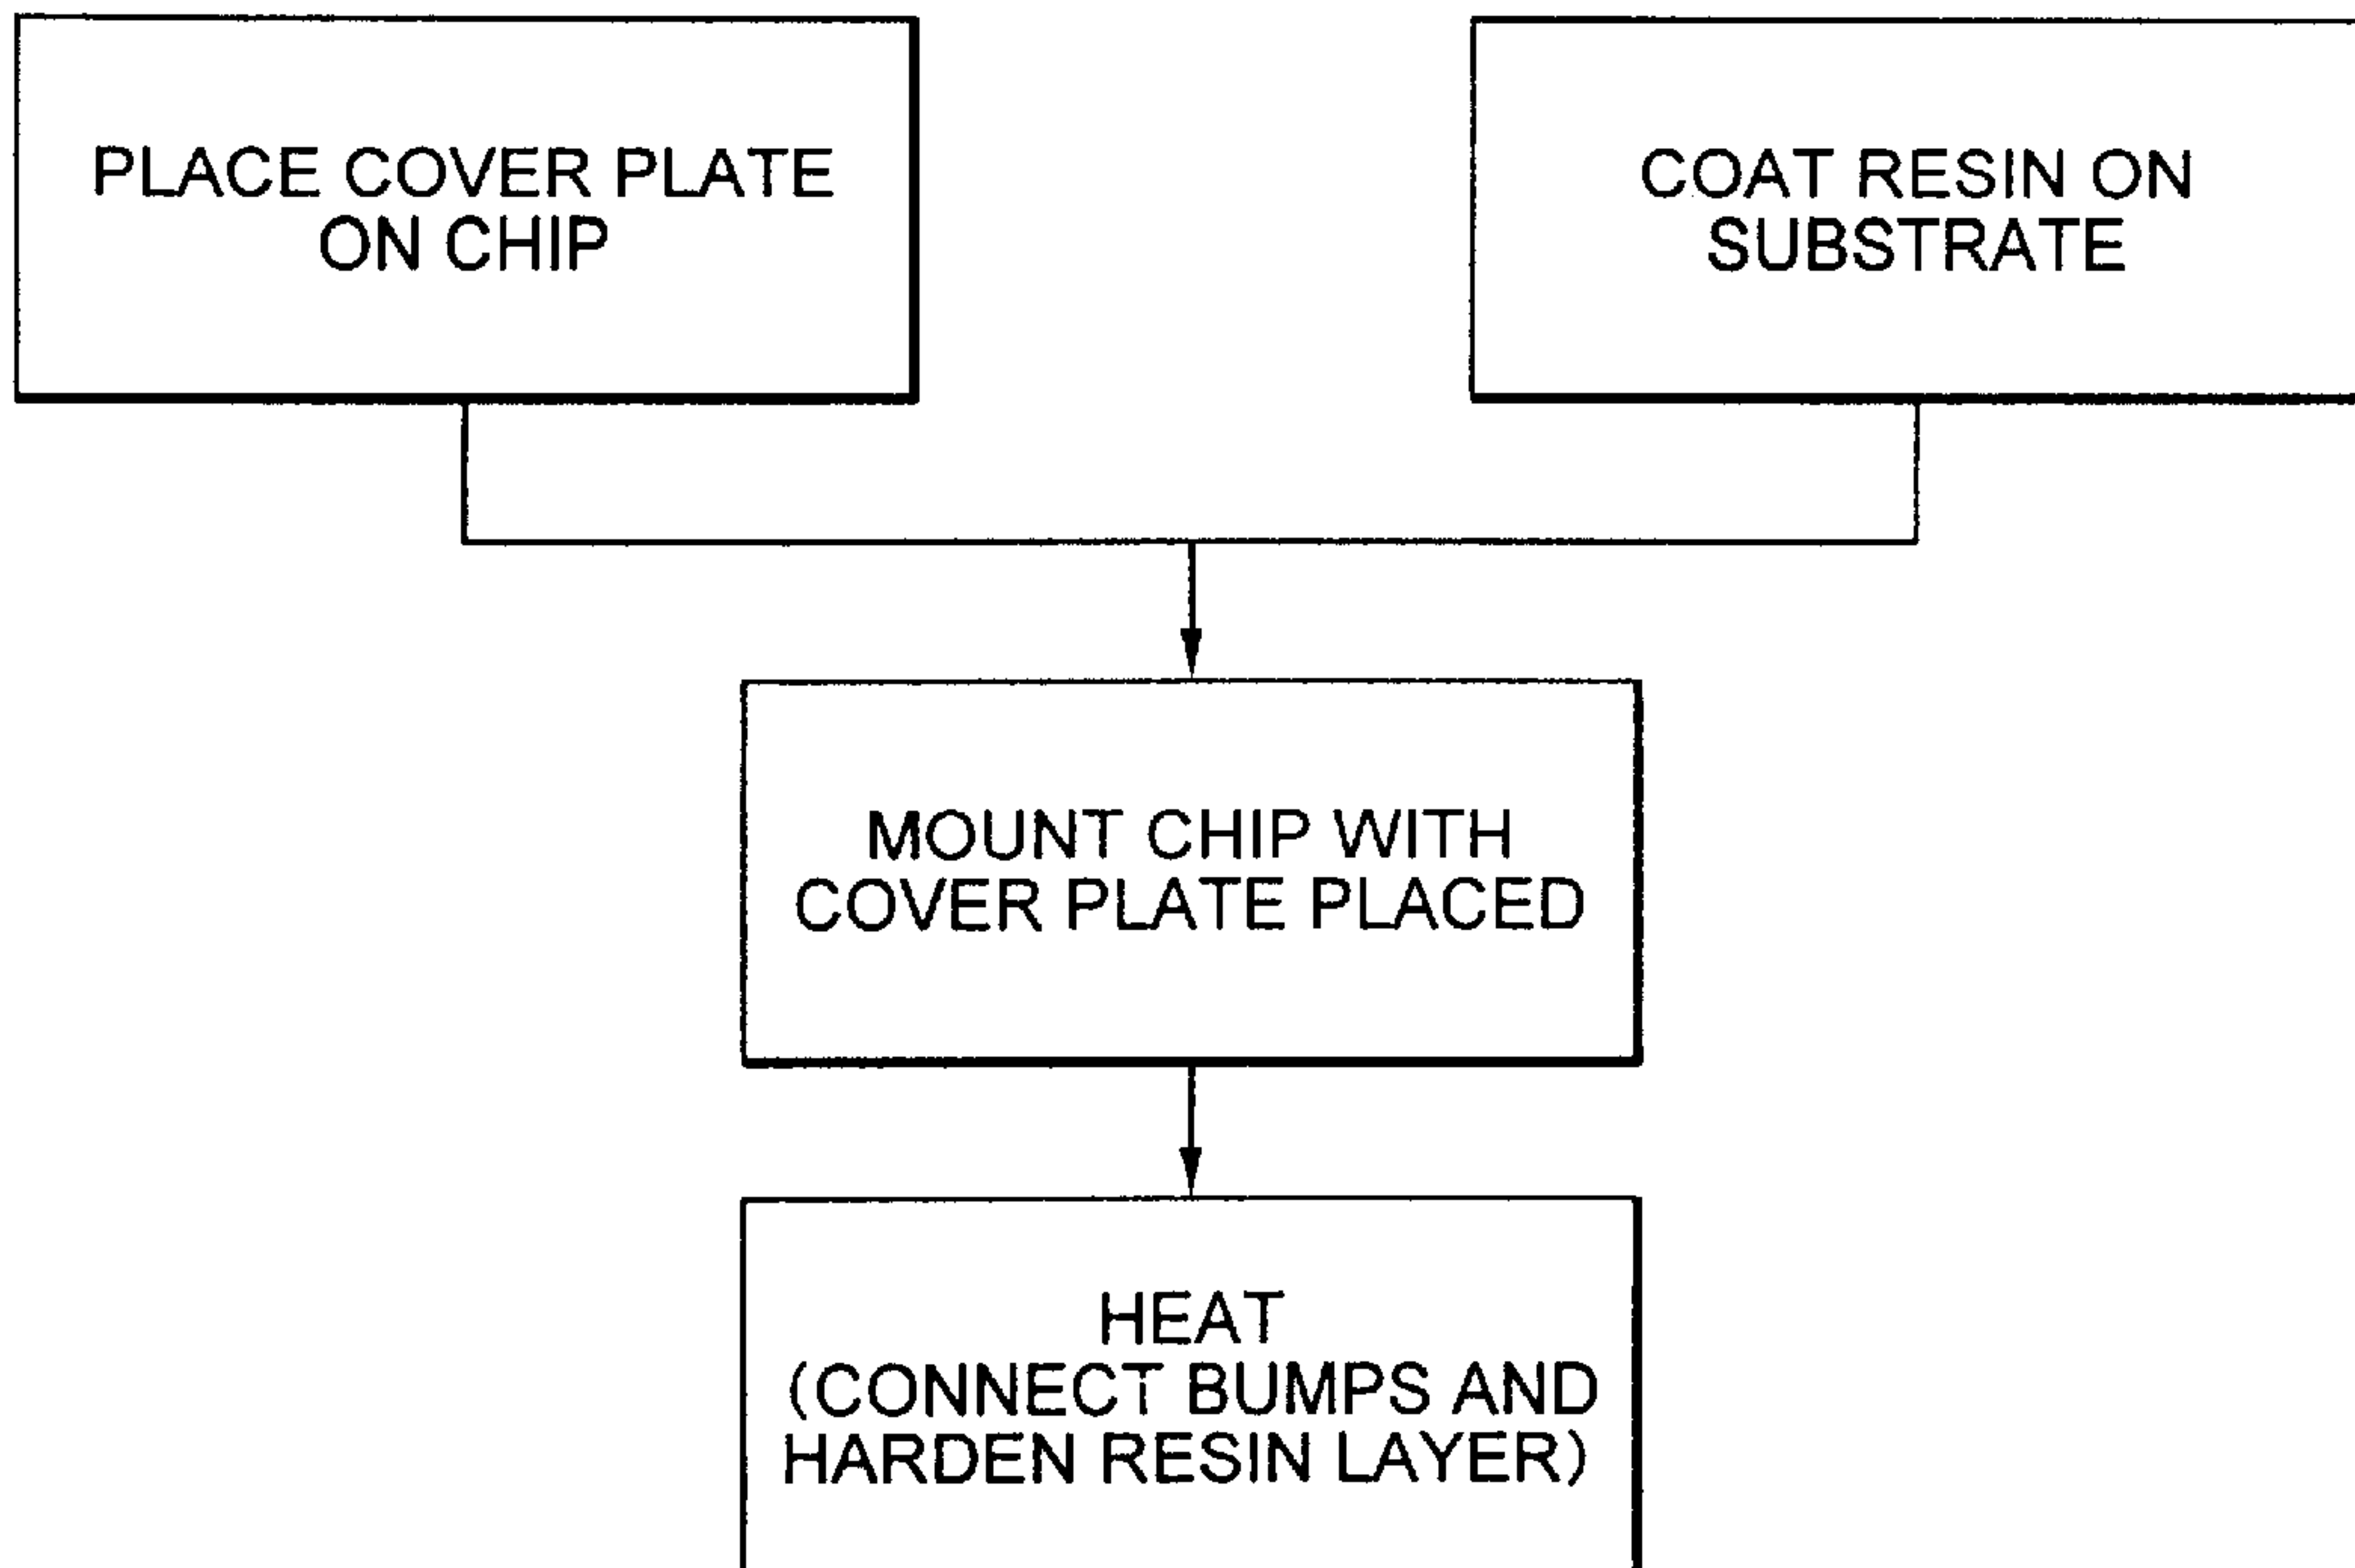 PLACE COVER PLATE
ON CHIP
COAT RESIN ON
SUBSTRATE
MOUNT CHIP WITH
COVER PLATE PLACED
HEAT
(CONNECT BUMPS AND
HARDEN RESIN LAYER)